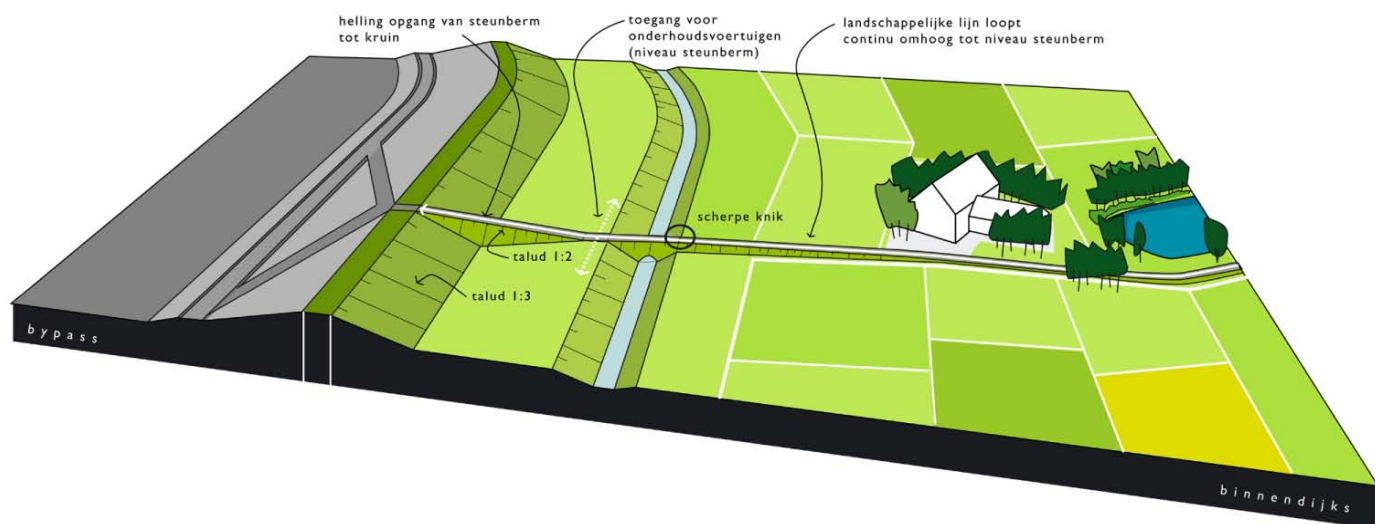 helling opgang van steunberm
tot kruin
toegang voor
onderhoudsvoertuigen
(niveau steunberm)
landschappelijke lijn loopt
continu omhoog tot niveau steunberm
scherpe knik
talud 1:2
talud 1:3
bypass
binnendijks